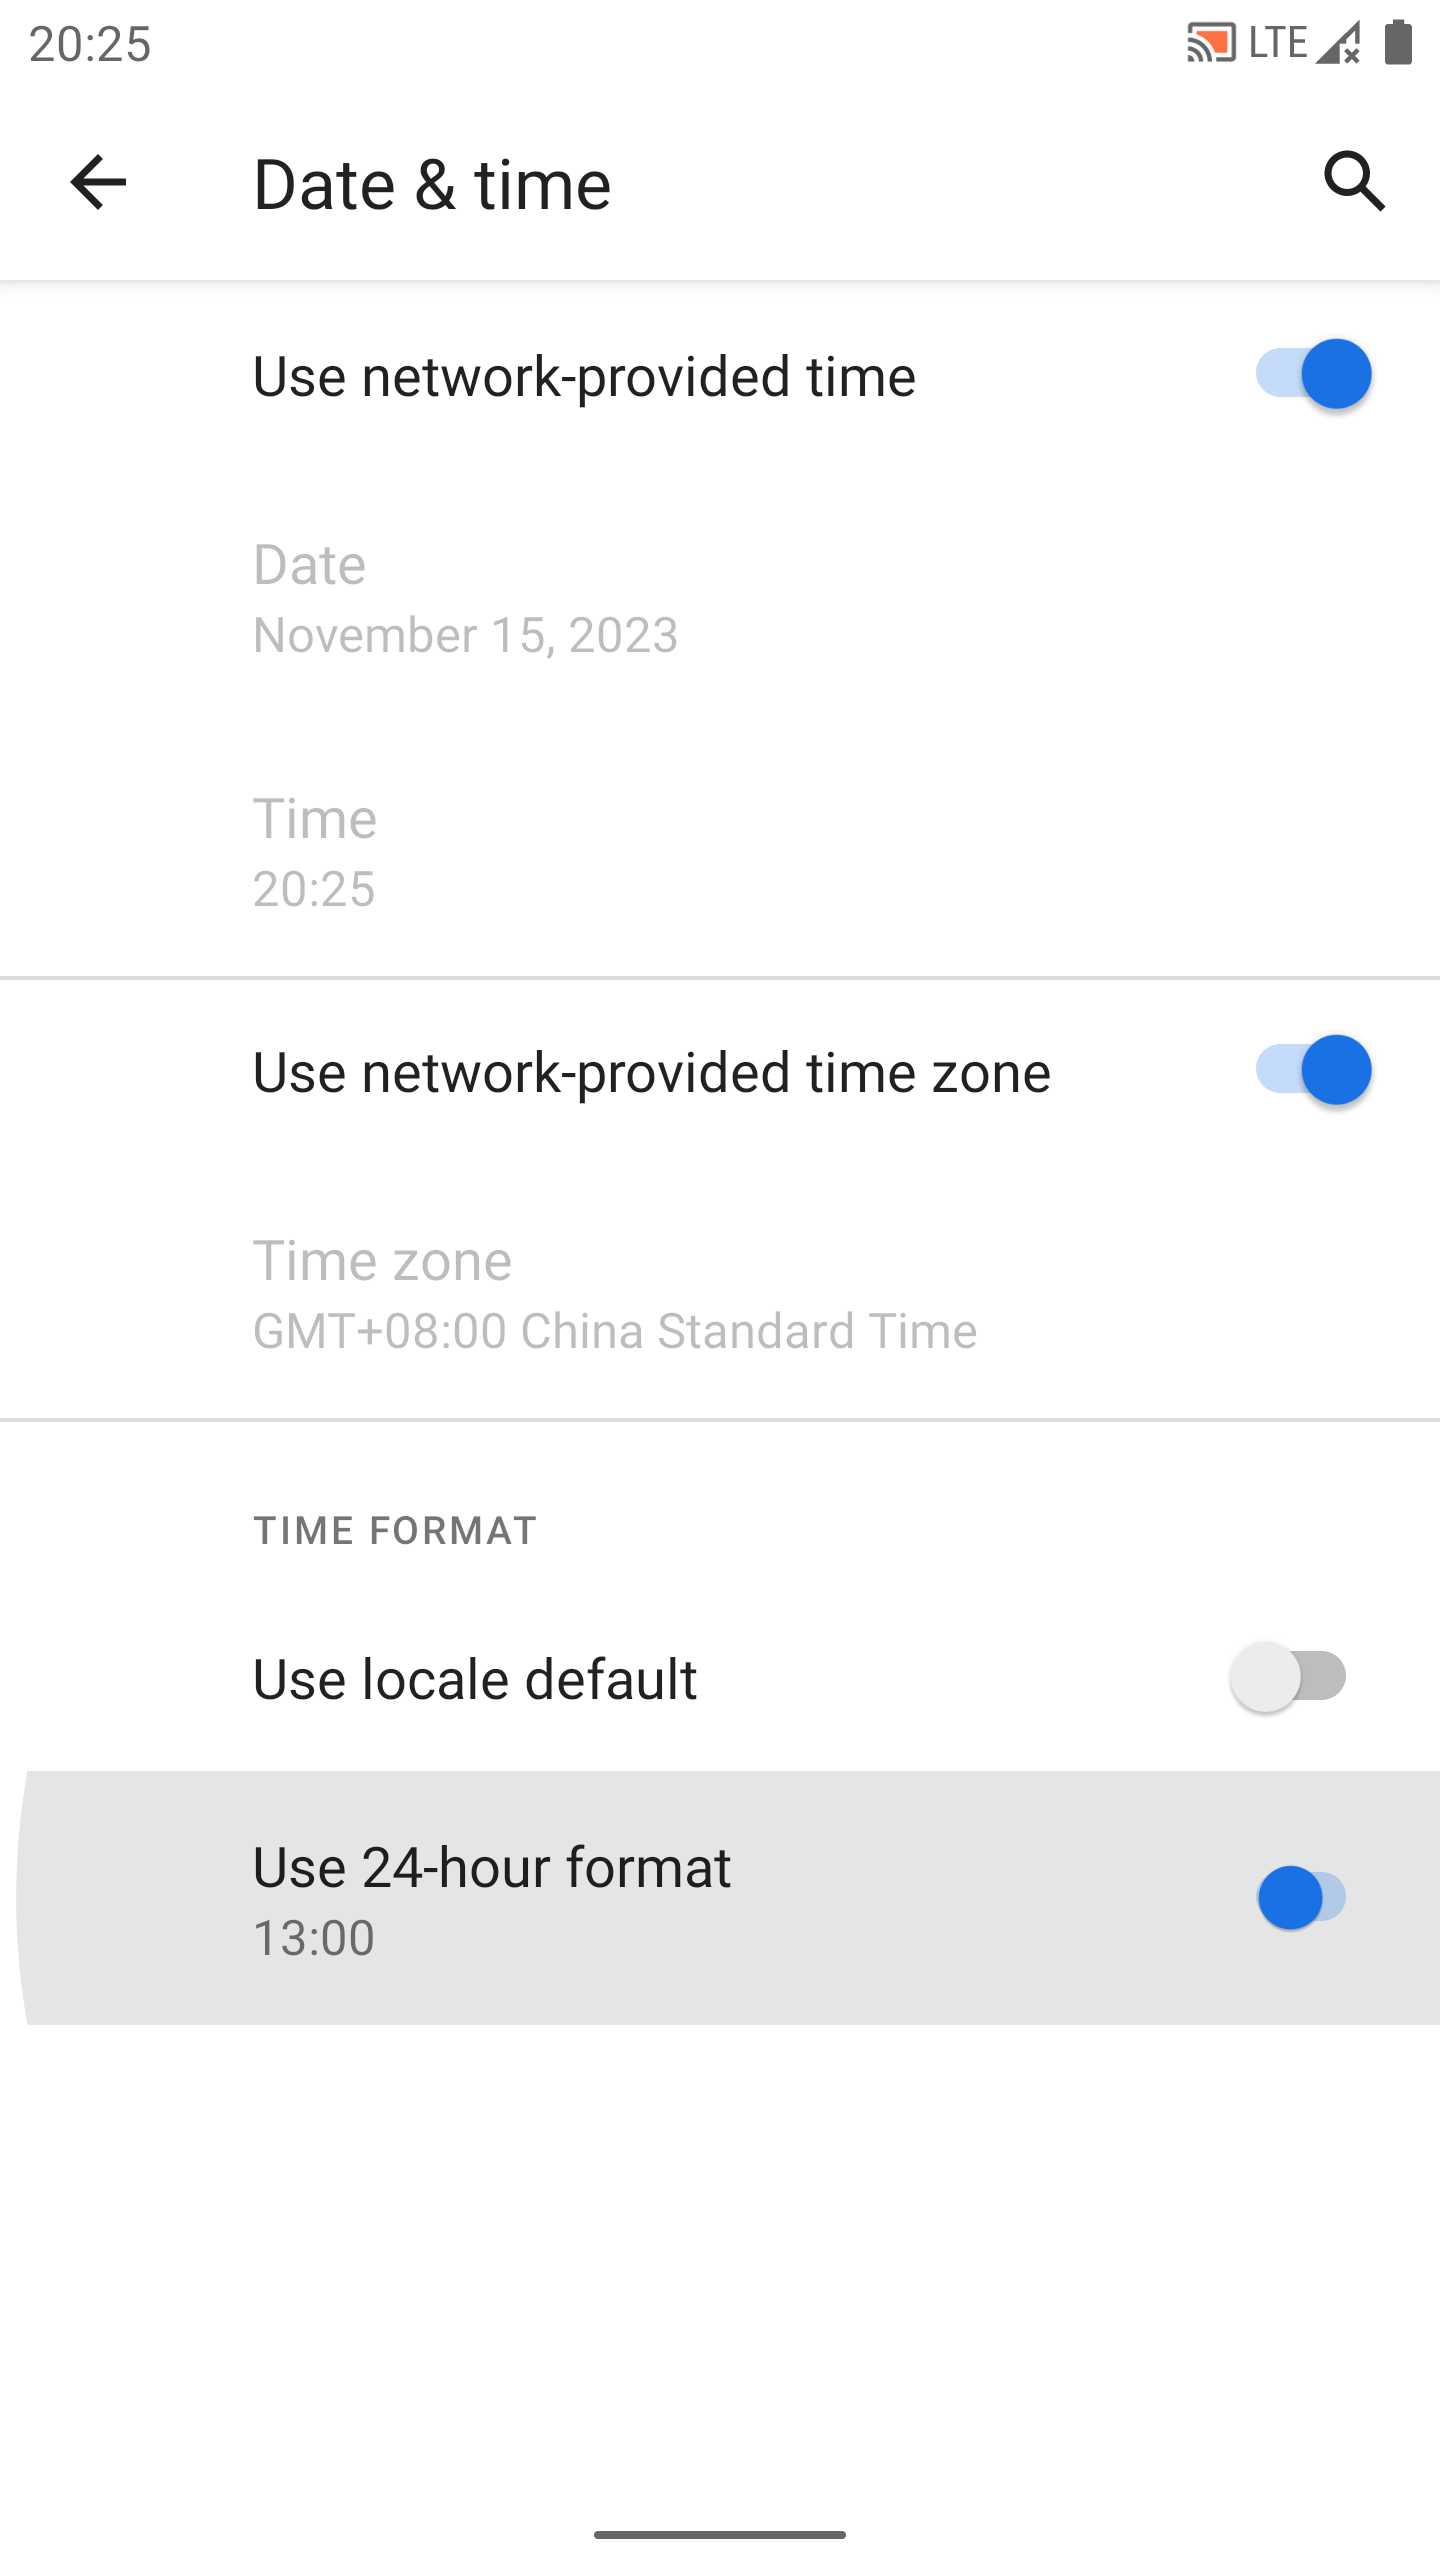 20:25
LTE
Date & time
Use network-provided time
Date
November 15, 2023
Time
20:25
Use network-provided time zone
Time zone
GMT+08:00 China Standard Time
TIME FORMAT
Use locale default
Use 24-hour format
13:00